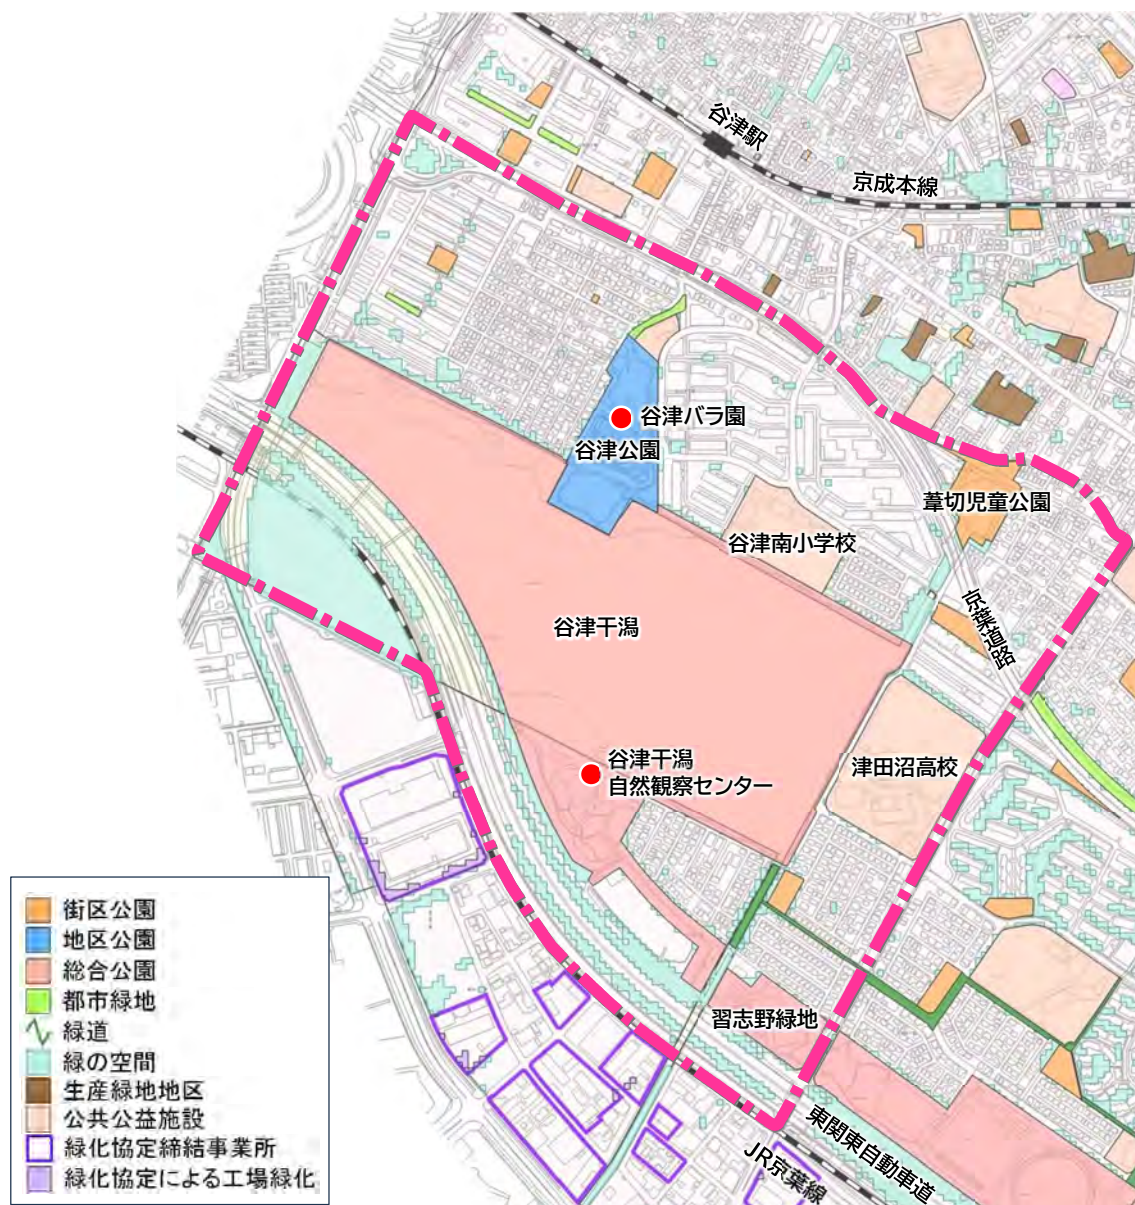 谷津駅
京成本線
谷津バラ園
谷津公園
葦切児童公園
谷津南小学校
京葉道路
谷津干潟
谷津干潟
自然観察センター
津田沼高校
習志野緑地
東関東自動車道
JR京葉線
街区公園
地区公園
総合公園
都市緑地
緑道
緑の空間
生産緑地地区
公共公益施設
緑化協定締結事業所
緑化協定による工場緑化